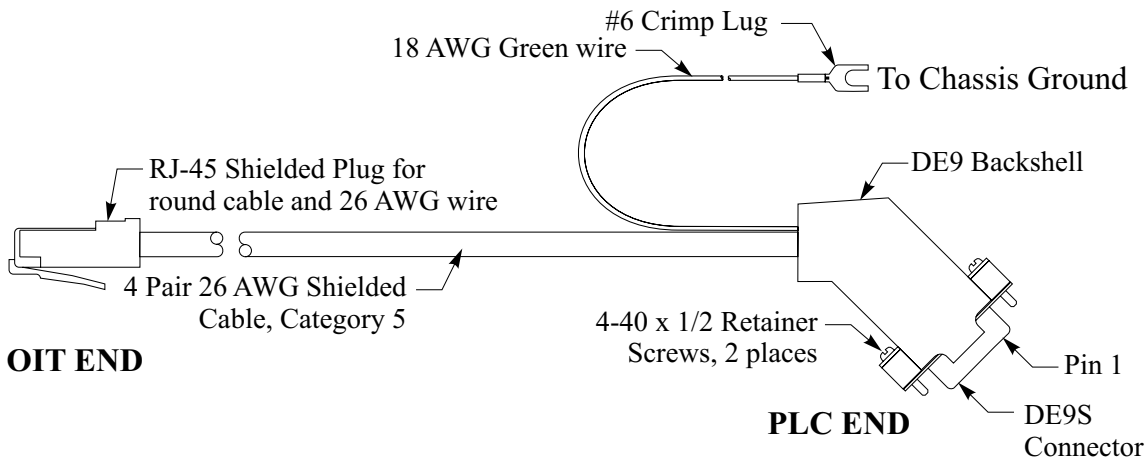 #6 Crimp Lug
18 AWG Green wire
To Chassis Ground
RJ-45 Shielded Plug for
round cable and 26 AWG wire
DE9 Backshell
4 Pair 26 AWG Shielded
Cable, Category 5
4-40 x 1/2 Retainer
Screws, 2 places
OIT END
Pin 1
PLC END
DE9S
Connector